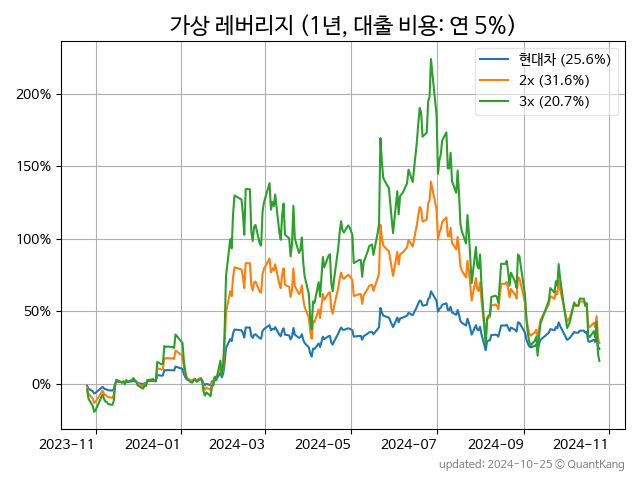 가상 레버리지 (1년, 대출 비용: 연 5%)
현대차 (25.6%)
2x (31.6%)
3x (20.7%)
200%
150%
100%
50%
0%
2023-11 2024-01 2024-03 2024-05 2024-07 2024-09 2024-11
updated: 2024-10-25 © QuantKang